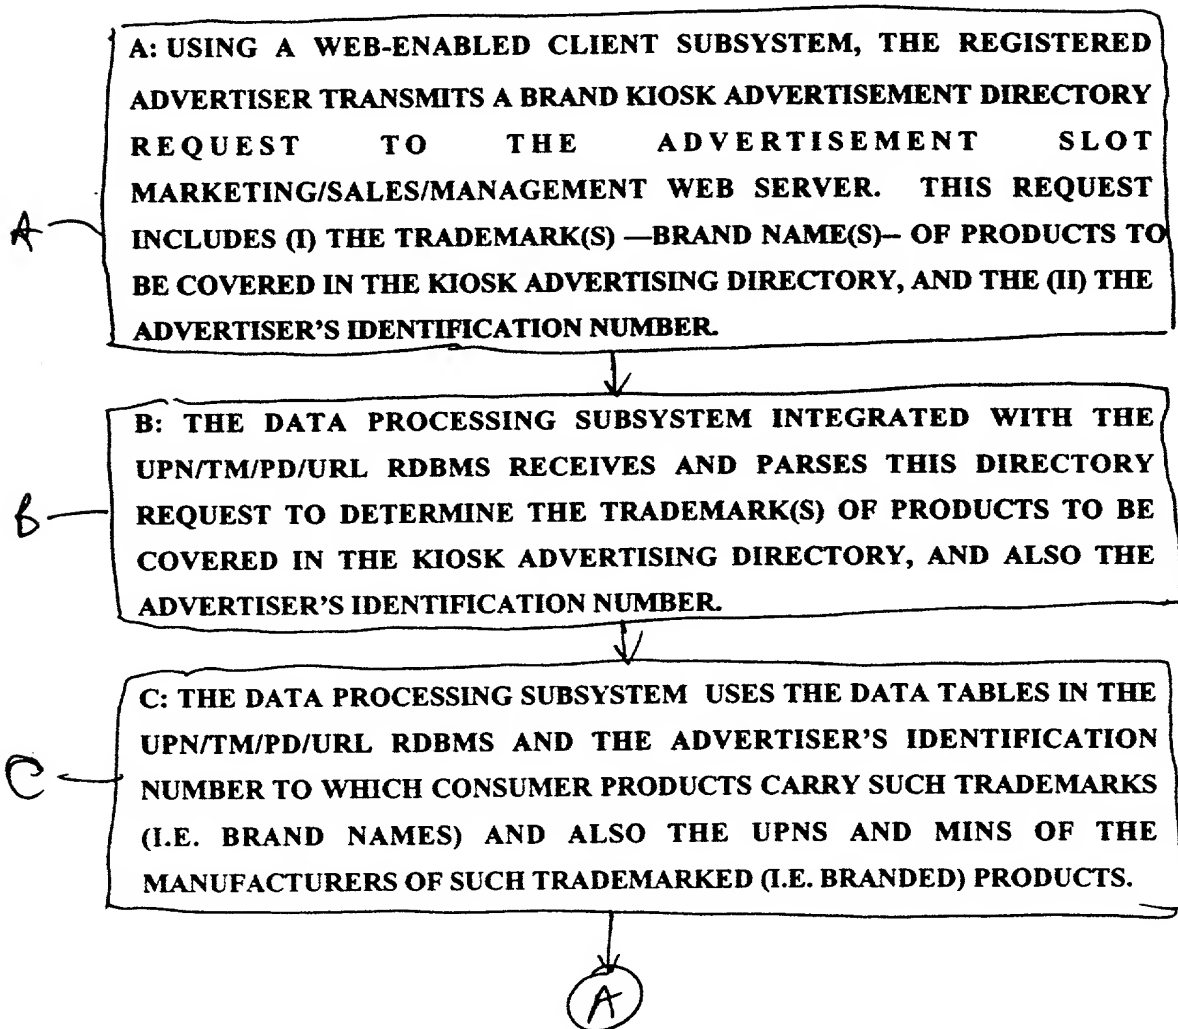 A: USING A WEB-ENABLED CLIENT SUBSYSTEM, THE REGISTERED
ADVERTISER TRANSMITS A BRAND KIOSK ADVERTISEMENT DIRECTORY
REQUEST TO THE ADVERTISEMENT SLOT
MARKETING/SALES/MANAGEMENT WEB SERVER. THIS REQUEST
A
INCLUDES (I) THE TRADEMARK(S) —BRAND NAME(S)– OF PRODUCTS TO
BE COVERED IN THE KIOSK ADVERTISING DIRECTORY, AND THE (II) THE
ADVERTISER'S IDENTIFICATION NUMBER.
B: THE DATA PROCESSING SUBSYSTEM INTEGRATED WITH THE
UPN/TM/PD/URL RDBMS RECEIVES AND PARSES THIS DIRECTORY
B
REQUEST TO DETERMINE THE TRADEMARK(S) OF PRODUCTS TO BE
COVERED IN THE KIOSK ADVERTISING DIRECTORY, AND ALSO THE
ADVERTISER'S IDENTIFICATION NUMBER.
C: THE DATA PROCESSING SUBSYSTEM USES THE DATA TABLES IN THE
UPN/TM/PD/URL RDBMS AND THE ADVERTISER'S IDENTIFICATION
C
NUMBER TO WHICH CONSUMER PRODUCTS CARRY SUCH TRADEMARKS
(I.E. BRAND NAMES) AND ALSO THE UPNS AND MINS OF THE
MANUFACTURERS OF SUCH TRADEMARKED (I.E. BRANDED) PRODUCTS.
A